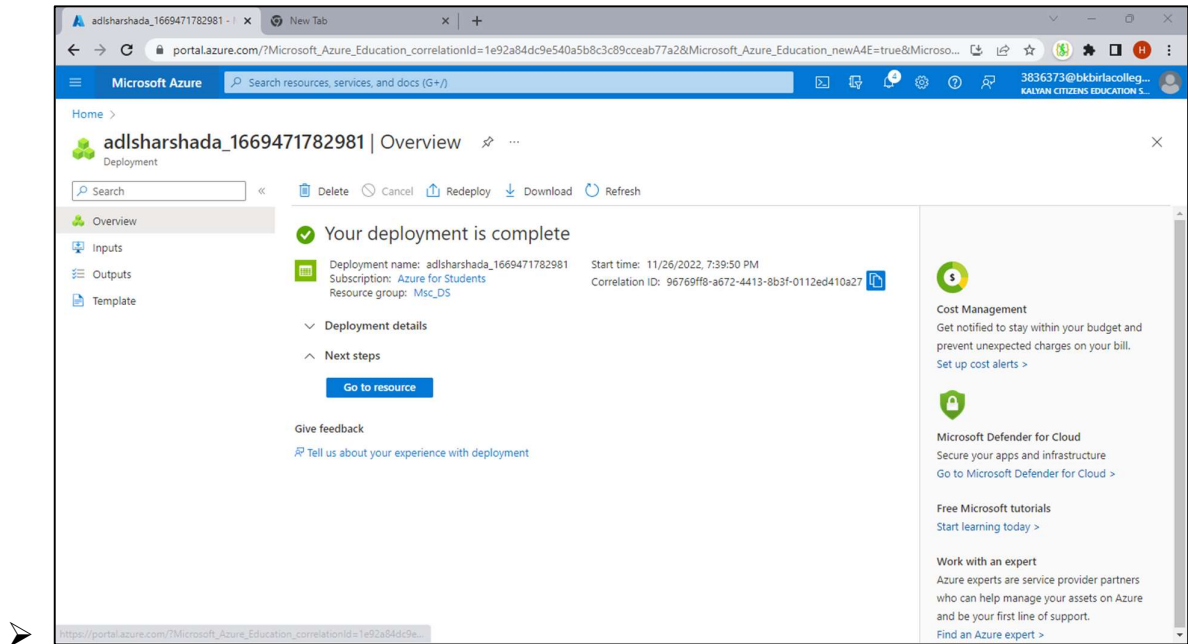 adlsharshada_1669471782981 - 
New Tab
portal.azure.com/?Microsoft_Azure_Education_correlationId=1e92a84dc9e540a5b8c3c89cceab77a2&Microsoft_Azure_Education_newA4E=true&Microso...
H
Microsoft Azure
Search resources, services, and docs (G+/)
4
3836373@bkbirlacolleg...
KALYAN CITIZENS EDUCATION S...
Home >
adlsharshada_1669471782981 | Overview
Deployment
Search
«
Delete
Cancel
Redeploy
Download
Refresh
Overview
Inputs
Outputs
Template
Your deployment is complete
Deployment name: adlsharshada_1669471782981
Subscription: Azure for Students
Resource group: Msc_DS
Start time: 11/26/2022, 7:39:50 PM
Correlation ID: 96769ff8-a672-4413-8b3f-0112ed410a27
Deployment details
Next steps
Go to resource
Give feedback
Tell us about your experience with deployment
Cost Management
Get notified to stay within your budget and
prevent unexpected charges on your bill.
Set up cost alerts >
Microsoft Defender for Cloud
Secure your apps and infrastructure
Go to Microsoft Defender for Cloud >
Free Microsoft tutorials
Start learning today >
Work with an expert
Azure experts are service provider partners
who can help manage your assets on Azure
and be your first line of support.
Find an Azure expert >
https://portal.azure.com/?Microsoft_Azure_Education_correlationId=1e92a84dc9e...